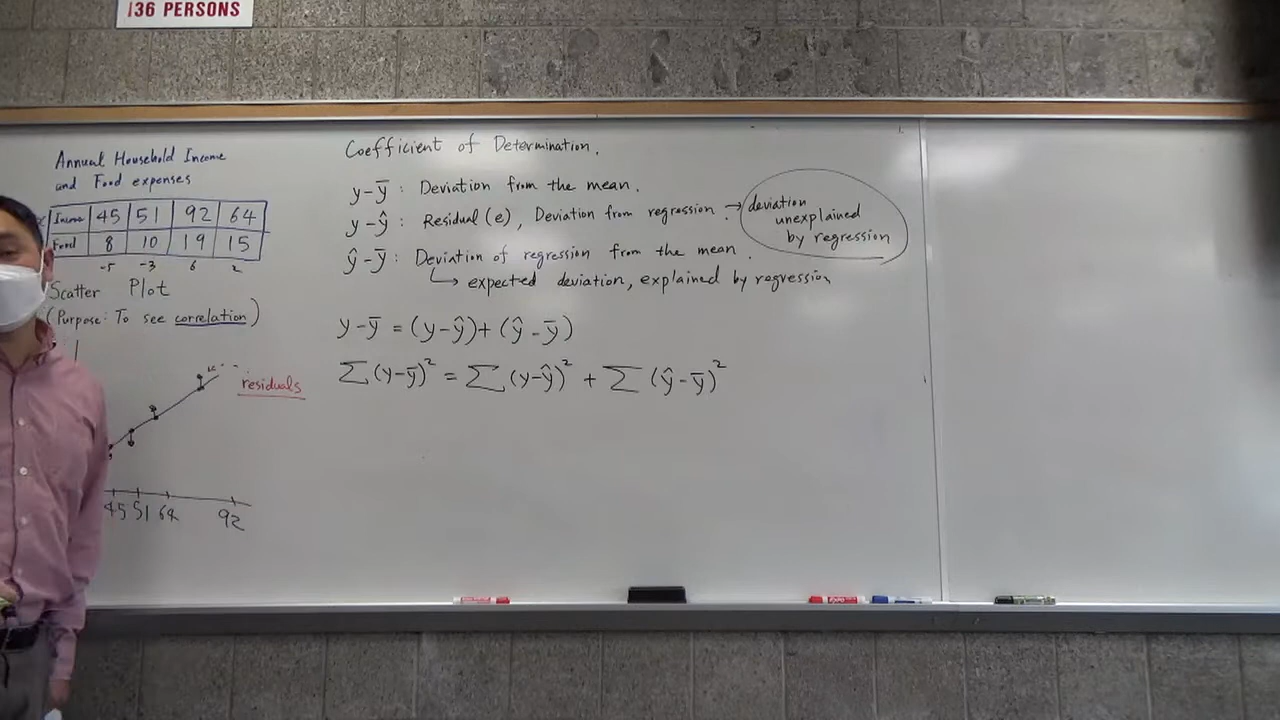 136 PERSONS
Annual Household Income
and Food expenses
Income 45 51 92 64
Food 8 10 19 15
-5 -3 6 2
Scatter Plot
(Purpose: To see correlation)
residuals
45 51 64 92
Coefficient of Determination.
y-ȳ : Deviation from the mean.
y-ŷ : Residual (e), Deviation from regression. → deviation
unexplained
by regression
ŷ-ȳ : Deviation of regression from the mean.
↳ expected deviation, explained by regression
y-ȳ = (y-ŷ)+(ŷ-ȳ)
∑(y-ȳ)² = ∑(y-ŷ)² + ∑(ŷ-ȳ)²